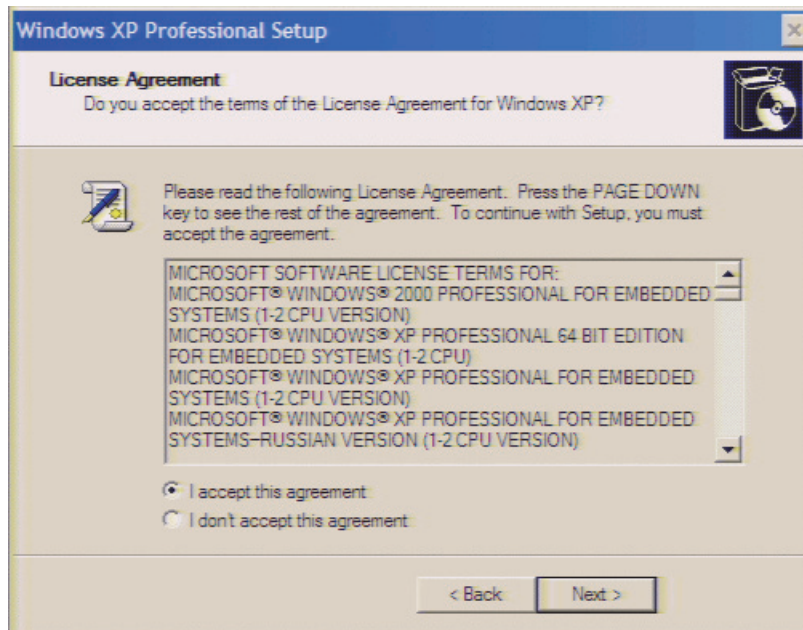 Windows XP Professional Setup
License Agreement
Do you accept the terms of the License Agreement for Windows XP?
Please read the following License Agreement. Press the PAGE DOWN
key to see the rest of the agreement. To continue with Setup, you must
accept the agreement.
MICROSOFT SOFTWARE LICENSE TERMS FOR:
MICROSOFT® WINDOWS® 2000 PROFESSIONAL FOR EMBEDDED
SYSTEMS (1-2 CPU VERSION)
MICROSOFT® WINDOWS® XP PROFESSIONAL 64 BIT EDITION
FOR EMBEDDED SYSTEMS (1-2 CPU)
MICROSOFT® WINDOWS® XP PROFESSIONAL FOR EMBEDDED
SYSTEMS (1-2 CPU VERSION)
MICROSOFT® WINDOWS® XP PROFESSIONAL FOR EMBEDDED
SYSTEMS–RUSSIAN VERSION (1-2 CPU VERSION)
I accept this agreement
I don't accept this agreement
< Back Next >